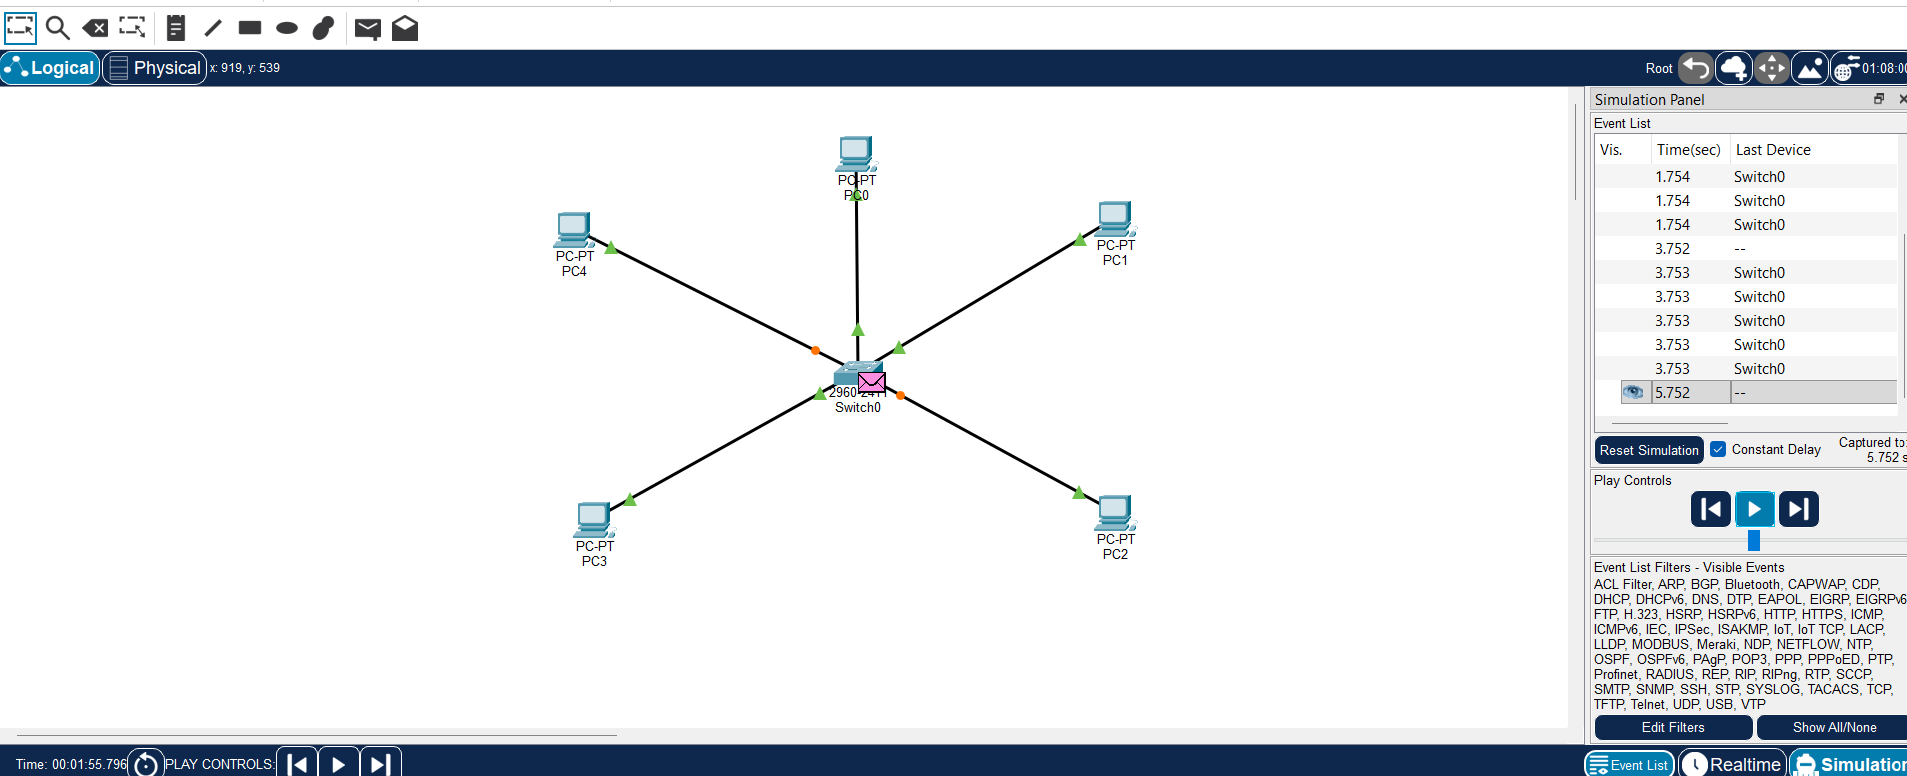 Logical
Physical
x: 919, y: 539
Root
01:08:00
Simulation Panel
Event List
Vis. Time(sec) Last Device
1.754 Switch0
1.754 Switch0
1.754 Switch0
3.752 --
3.753 Switch0
3.753 Switch0
3.753 Switch0
3.753 Switch0
3.753 Switch0
5.752 --
Reset Simulation
Constant Delay
Captured to:
5.752 s
Play Controls
Event List Filters - Visible Events
ACL Filter, ARP, BGP, Bluetooth, CAPWAP, CDP,
DHCP, DHCPv6, DNS, DTP, EAPOL, EIGRP, EIGRPv6
FTP, H.323, HSRP, HSRPv6, HTTP, HTTPS, ICMP,
ICMPv6, IEC, IPSec, ISAKMP, IoT, IoT TCP, LACP,
LLDP, MODBUS, Meraki, NDP, NETFLOW, NTP,
OSPF, OSPFv6, PAgP, POP3, PPP, PPPoED, PTP,
Profinet, RADIUS, REP, RIP, RIPng, RTP, SCCP,
SMTP, SNMP, SSH, STP, SYSLOG, TACACS, TCP,
TFTP, Telnet, UDP, USB, VTP
Edit Filters
Show All/None
PC-PT
PC0
PC-PT
PC4
PC-PT
PC1
Switch0
PC-PT
PC3
PC-PT
PC2
Time: 00:01:55.796
PLAY CONTROLS:
Event List
Realtime
Simulation